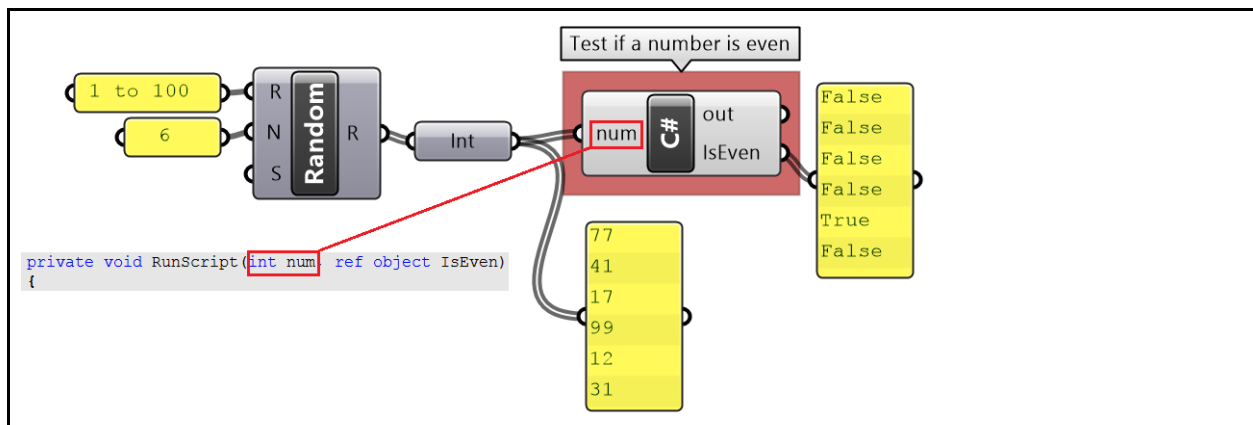 Test if a number is even
1 to 100
6
R
N
S
Random
R
Int
num
C#
out
IsEven
False
False
False
False
True
False
77
41
17
99
12
31
private void RunScript(int num, ref object IsEven)
{